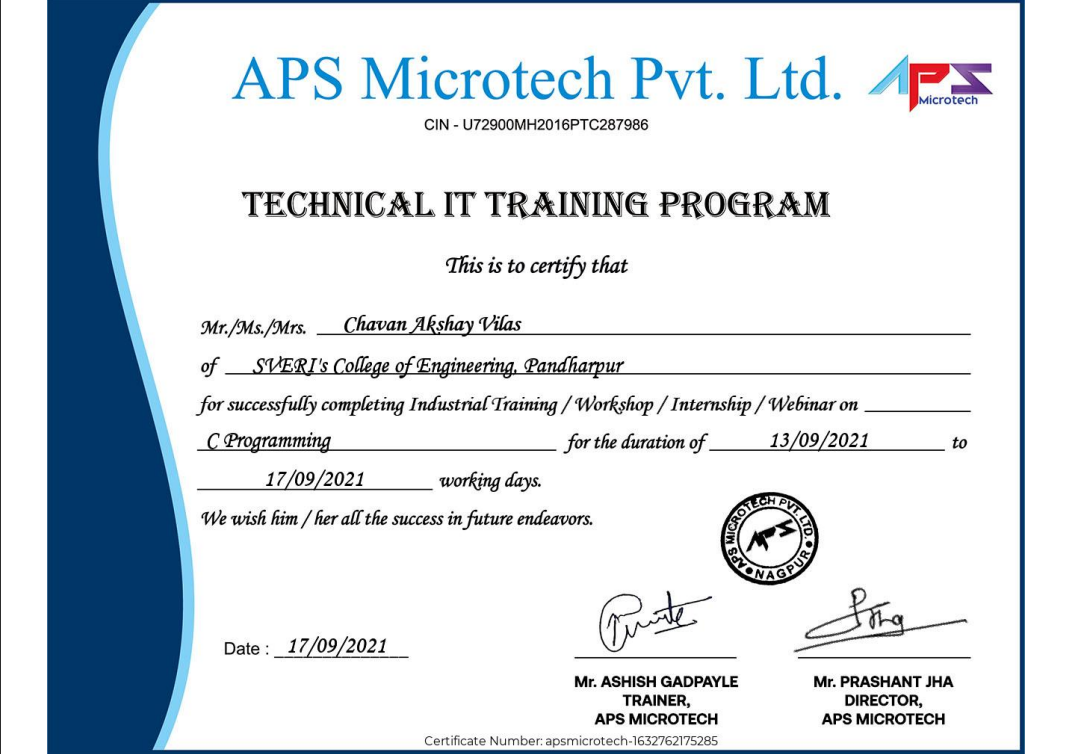 APS Microtech Pvt. Ltd.
APS
Microtech
CIN - U72900MH2016PTC287986
TECHNICAL IT TRAINING PROGRAM
This is to certify that
Mr./Ms./Mrs. Chavan Akshay Vilas
of SVERI's College of Engineering, Pandharpur
for successfully completing Industrial Training / Workshop / Internship / Webinar on
C Programming for the duration of 13/09/2021 to
17/09/2021 working days.
We wish him / her all the success in future endeavors.
APS MICROTECH PVT. LTD.
APS
NAGPUR
Date : 17/09/2021
Mr. ASHISH GADPAYLE
TRAINER,
APS MICROTECH
Mr. PRASHANT JHA
DIRECTOR,
APS MICROTECH
Certificate Number: apsmicrotech-1632762175285